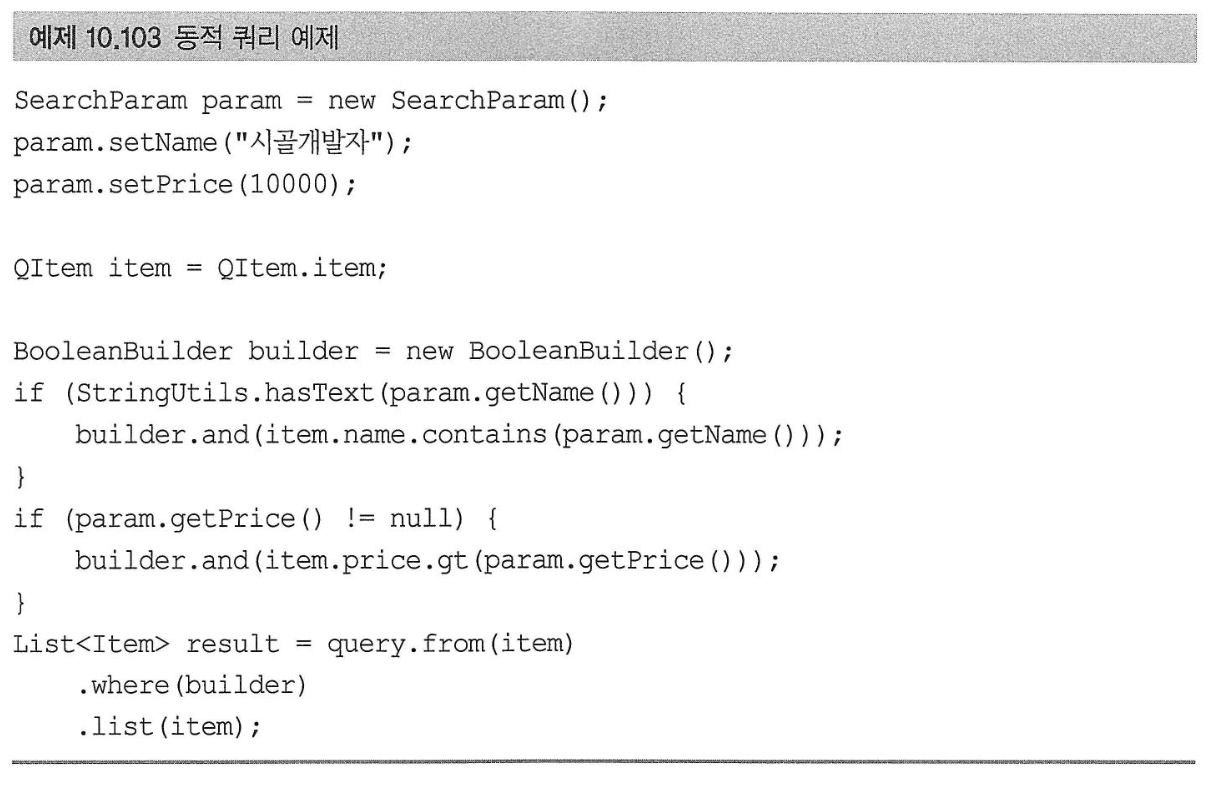 예제 10.103 동적 쿼리 예제
SearchParam param = new SearchParam();
param.setName("시골개발자");
param.setPrice(10000);
QItem item = QItem.item;
BooleanBuilder builder = new BooleanBuilder();
if (StringUtils.hasText(param.getName())) {
    builder.and(item.name.contains(param.getName()));
}
if (param.getPrice() != null) {
    builder.and(item.price.gt(param.getPrice()));
}
List<Item> result = query.from(item)
    .where(builder)
    .list(item);